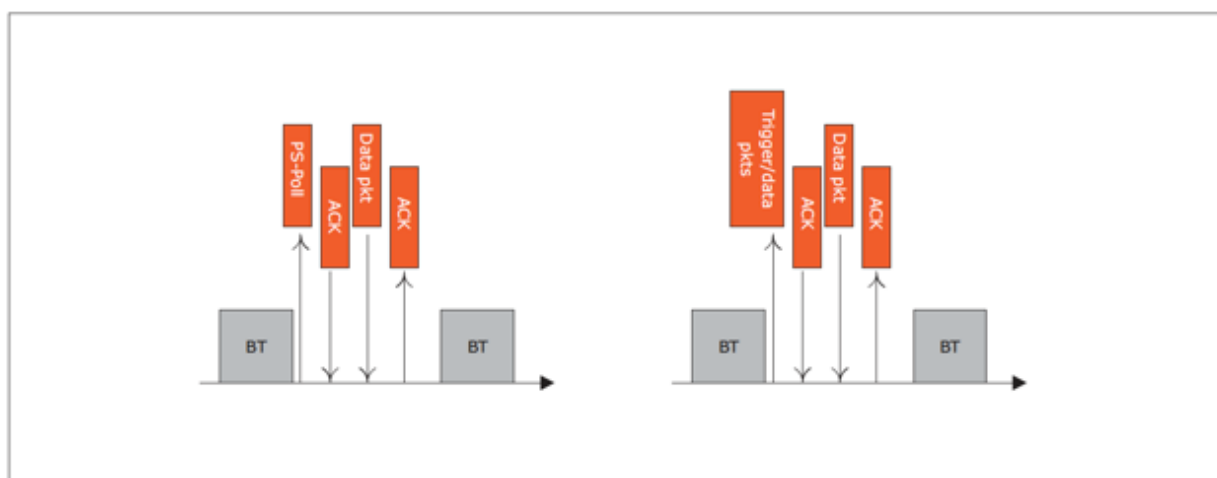 PS-Poll
ACK
Data pkt
ACK
BT
BT
Trigger/data
pkts
ACK
Data pkt
ACK
BT
BT